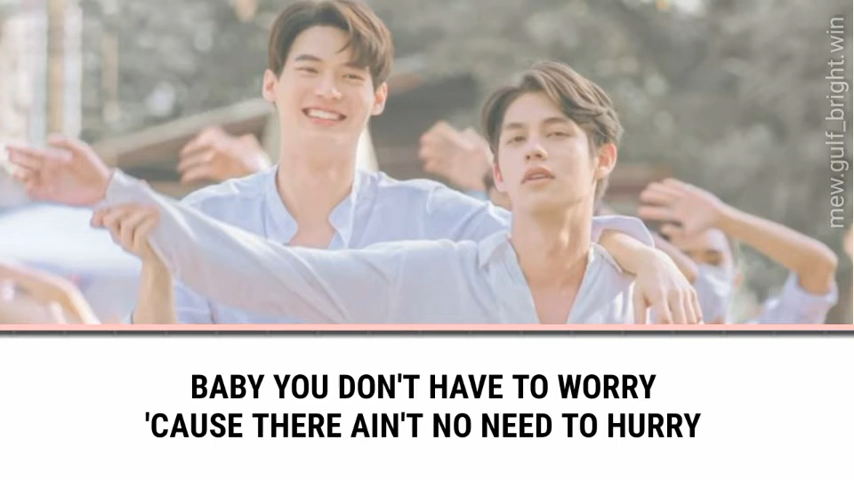 mew.gulf_bright.win
BABY YOU DON'T HAVE TO WORRY
'CAUSE THERE AIN'T NO NEED TO HURRY